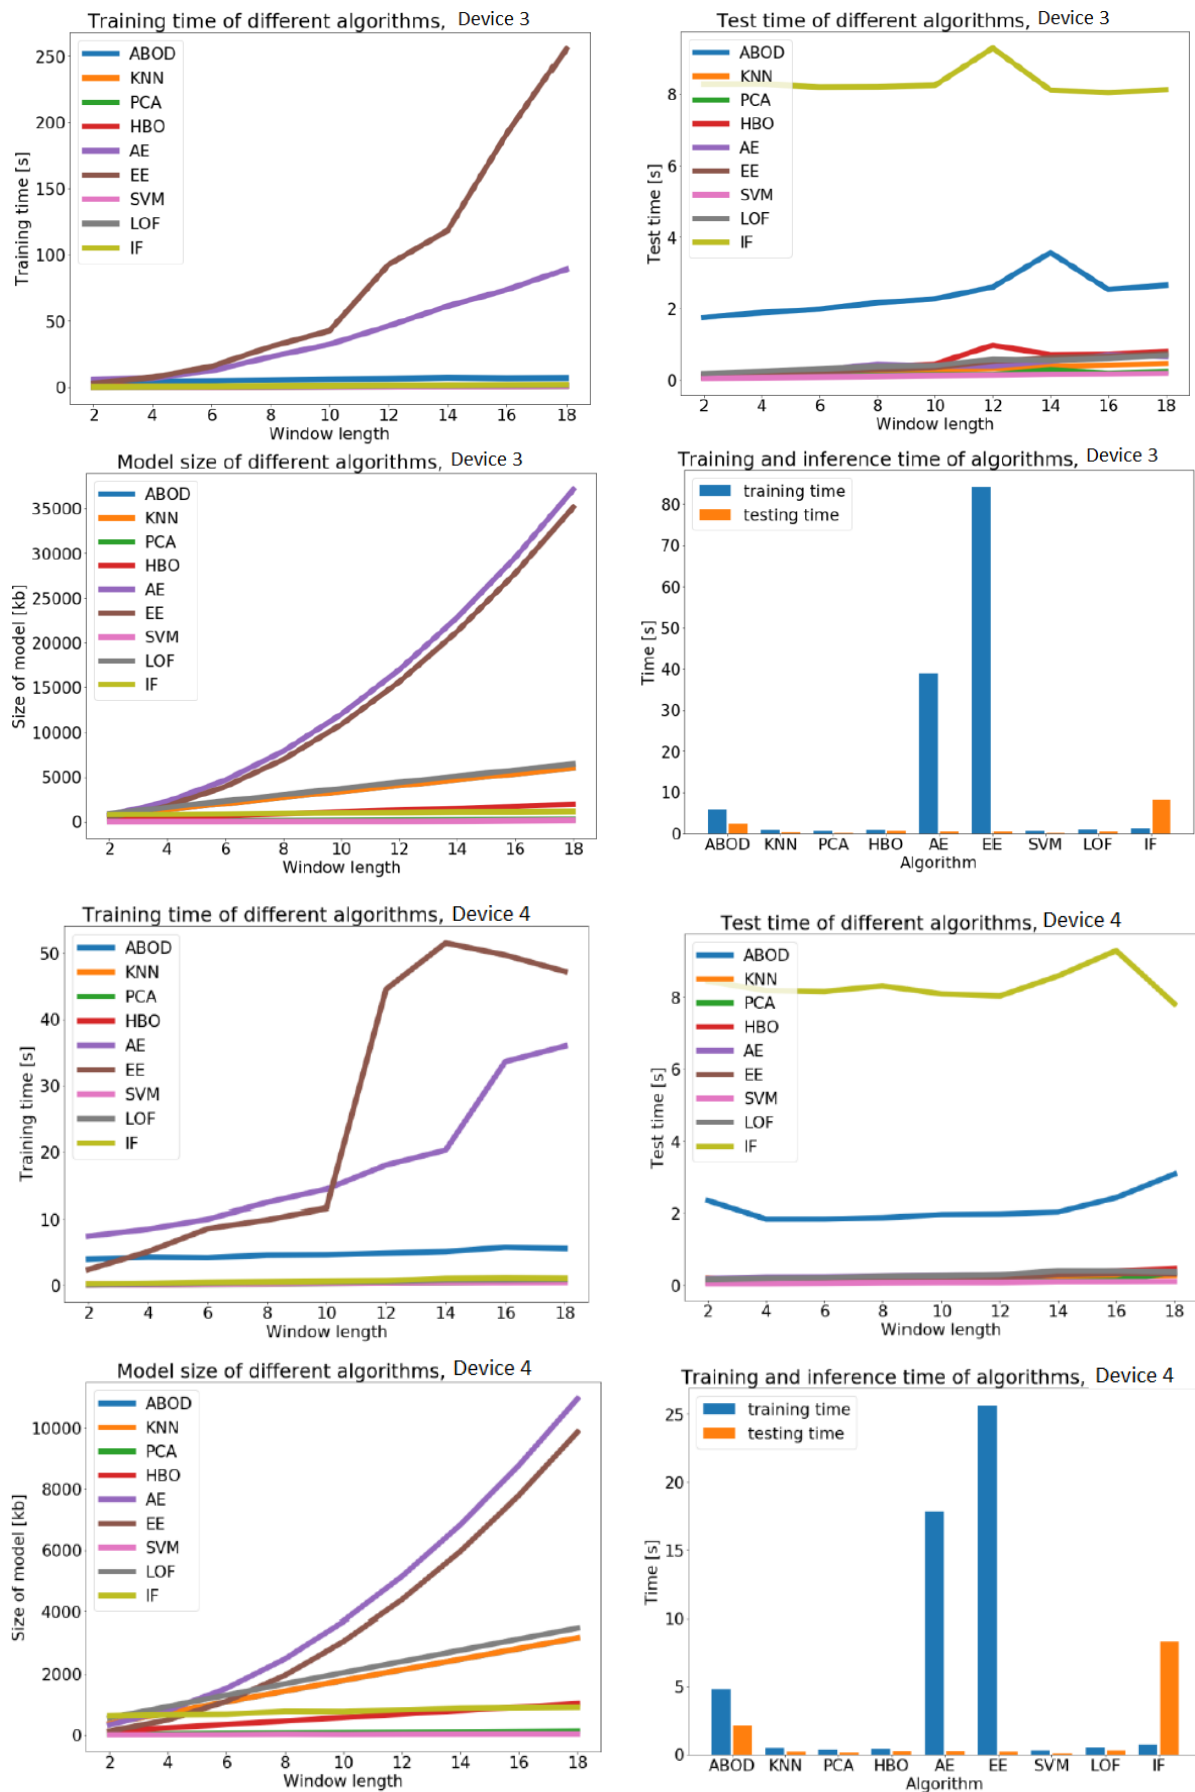 Training time of different algorithms, Device 3
Training time [s]
250
200
150
100
50
0
ABOD
KNN
PCA
HBO
AE
EE
SVM
LOF
IF
2 4 6 8 10 12 14 16 18
Window length
Test time of different algorithms, Device 3
Test time [s]
8
6
4
2
0
ABOD
KNN
PCA
HBO
AE
EE
SVM
LOF
IF
2 4 6 8 10 12 14 16 18
Window length
Model size of different algorithms, Device 3
Size of model [kb]
35000
30000
25000
20000
15000
10000
5000
0
ABOD
KNN
PCA
HBO
AE
EE
SVM
LOF
IF
2 4 6 8 10 12 14 16 18
Window length
Training and inference time of algorithms, Device 3
Time [s]
80
70
60
50
40
30
20
10
0
training time
testing time
ABOD KNN PCA HBO AE EE SVM LOF IF
Algorithm
Training time of different algorithms, Device 4
Training time [s]
50
40
30
20
10
0
ABOD
KNN
PCA
HBO
AE
EE
SVM
LOF
IF
2 4 6 8 10 12 14 16 18
Window length
Test time of different algorithms, Device 4
Test time [s]
8
6
4
2
0
ABOD
KNN
PCA
HBO
AE
EE
SVM
LOF
IF
2 4 6 8 10 12 14 16 18
Window length
Model size of different algorithms, Device 4
Size of model [kb]
10000
8000
6000
4000
2000
0
ABOD
KNN
PCA
HBO
AE
EE
SVM
LOF
IF
2 4 6 8 10 12 14 16 18
Window length
Training and inference time of algorithms, Device 4
Time [s]
25
20
15
10
5
0
training time
testing time
ABOD KNN PCA HBO AE EE SVM LOF IF
Algorithm